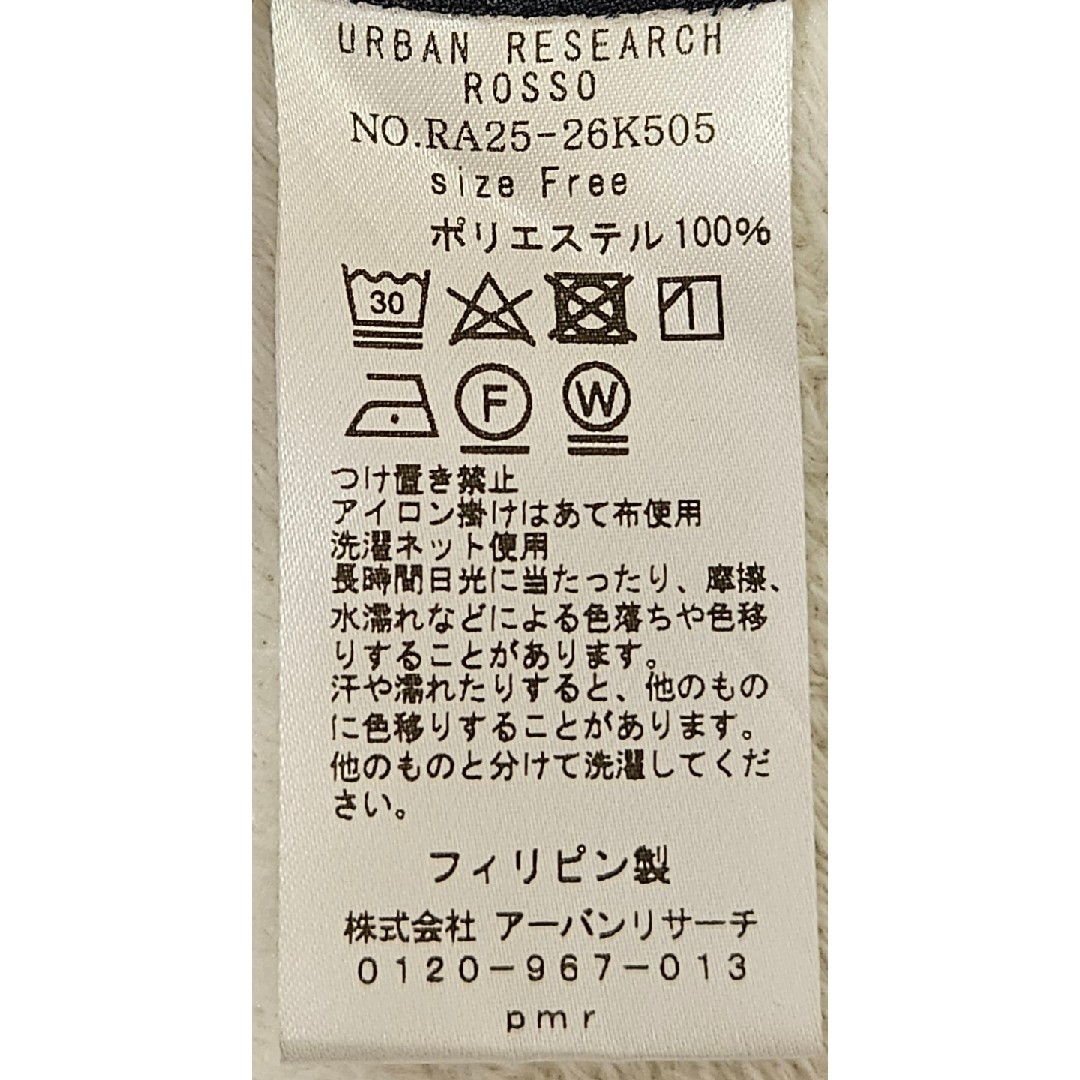 URBAN RESEARCH
ROSSO
NO.RA25-26K505
size Free
ポリエステル100%
30
F W
つけ置き禁止
アイロン掛けはあて布使用
洗濯ネット使用
長時間日光に当たったり、摩擦、
水濡れなどによる色落ちや色移
りすることがあります。
汗や濡れたりすると、他のもの
に色移りすることがあります。
他のものと分けて洗濯してくだ
さい。
フィリピン製
株式会社 アーバンリサーチ
0120-967-013
pmr